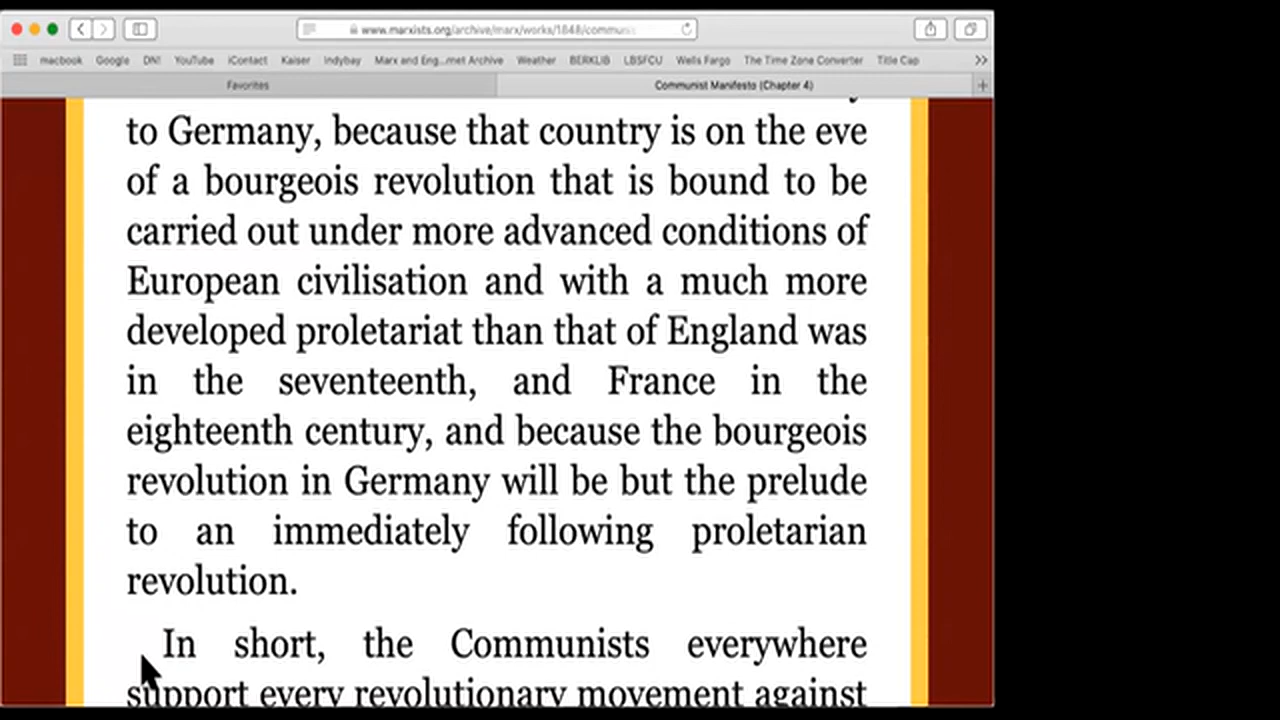 www.marxists.org/archive/marx/works/1848/commun
macbook Google DN! YouTube iContact Kaiser Indybay Marx and Eng...rnet Archive Weather BERKLIB LBSFCU Wells Fargo The Time Zone Converter Title Cap
Favorites Communist Manifesto (Chapter 4)
to Germany, because that country is on the eve
of a bourgeois revolution that is bound to be
carried out under more advanced conditions of
European civilisation and with a much more
developed proletariat than that of England was
in the seventeenth, and France in the
eighteenth century, and because the bourgeois
revolution in Germany will be but the prelude
to an immediately following proletarian
revolution.
In short, the Communists everywhere
support every revolutionary movement against